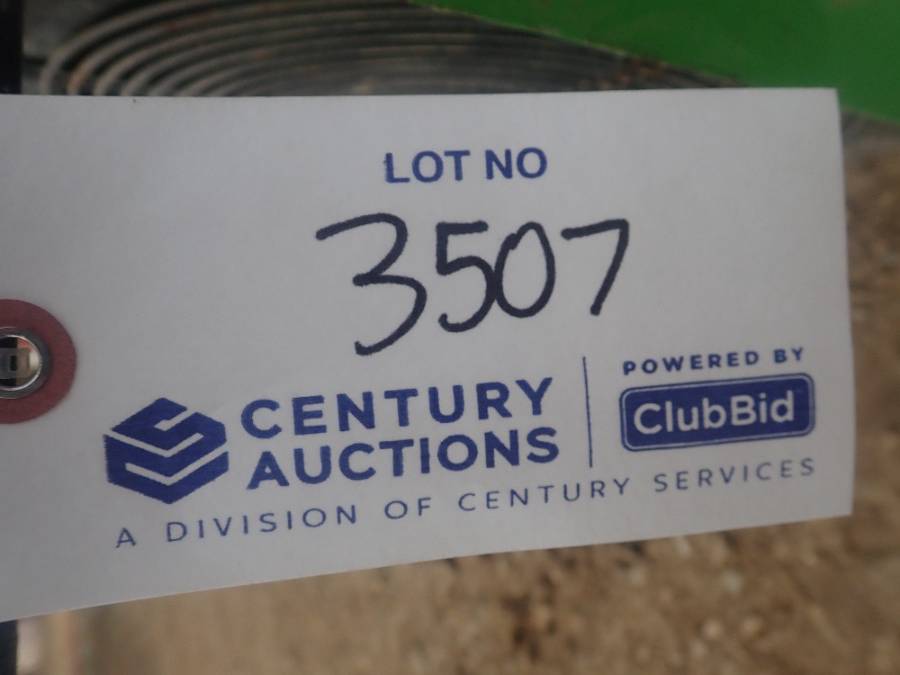 LOT NO
3507
CENTURY
AUCTIONS
POWERED BY
ClubBid
A DIVISION OF CENTURY SERVICES